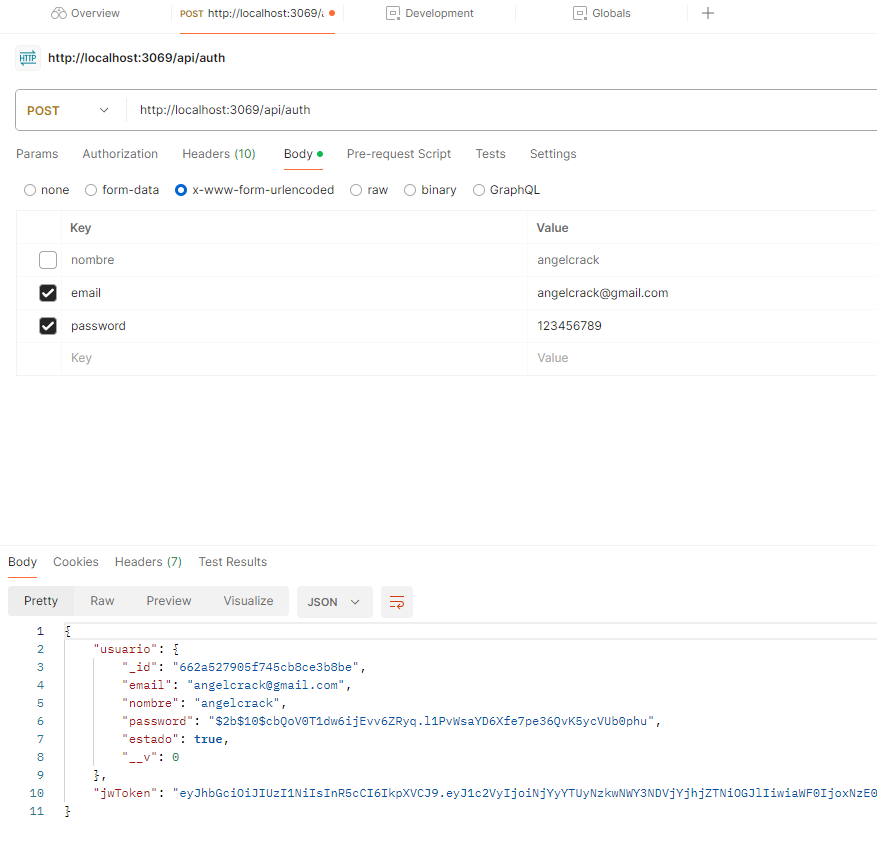 Overview POST http://localhost:3069/a Development Globals
HTTP http://localhost:3069/api/auth
POST http://localhost:3069/api/auth
Params Authorization Headers (10) Body Pre-request Script Tests Settings
none form-data x-www-form-urlencoded raw binary GraphQL
Key Value
nombre angelcrack
email angelcrack@gmail.com
password 123456789
Key Value
Body Cookies Headers (7) Test Results
Pretty Raw Preview Visualize JSON
1 {
2 "usuario": {
3 "_id": "662a527905f745cb8ce3b8be",
4 "email": "angelcrack@gmail.com",
5 "nombre": "angelcrack",
6 "password": "$2b$10$cbQoV0T1dw6ijEvv6ZRyq.l1PvWsaYD6Xfe7pe36QvK5ycVUb0phu",
7 "estado": true,
8 "__v": 0
9 },
10 "jwToken": "eyJhbGciOiJIUzI1NiIsInR5cCI6IkpXVCJ9.eyJ1c2VyIjoiNjYyYTUyNzkwNWY3NDVjYjhjZTNiOGJlIiwiaWF0IjoxNzE0
11 }